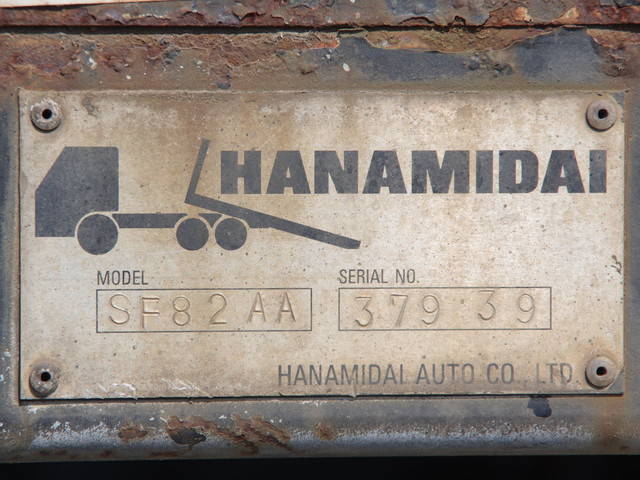 HANAMIDAI
MODEL SERIAL NO.
SF82AA 379 39
HANAMIDAI AUTO CO., LTD.